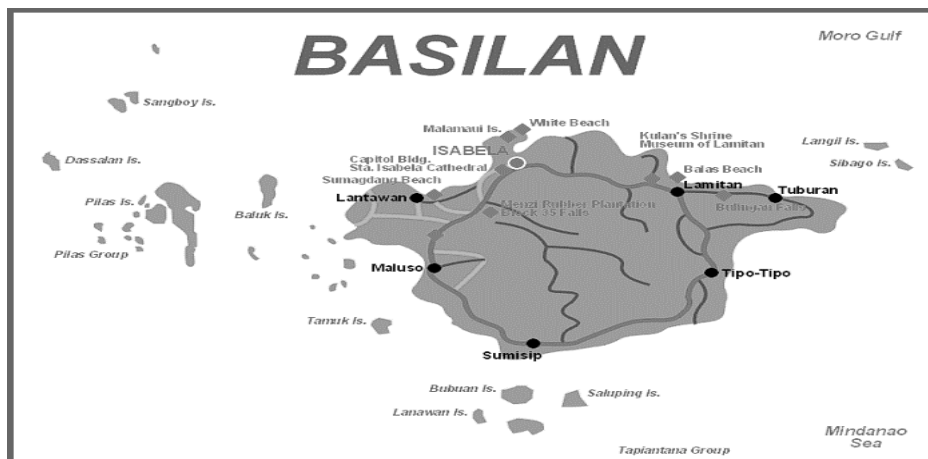 BASILAN
Moro Gulf
Sangboy Is.
White Beach
Malamaui Is.
Kulan's Shrine
Museum of Lamitan
Langil Is.
ISABELA
Dassalan Is.
Capitol Bldg.
Sta. Isabela Cathedral
Sibago Is.
Balas Beach
Sumagdang Beach
Lamitan
Tuburan
Lantawan
Pilas Is.
Menzi Rubber Plantation
Bulingan Falls
Baluk Is.
Block 35 Falls
Pilas Group
Maluso
Tipo-Tipo
Tamuk Is.
Sumisip
Bubuan Is.
Saluping Is.
Lanawan Is.
Mindanao
Sea
Tapiantana Group